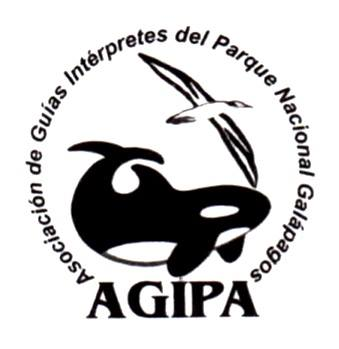 Asociación de Guías Intérpretes del Parque Nacional Galápagos
AGIPA